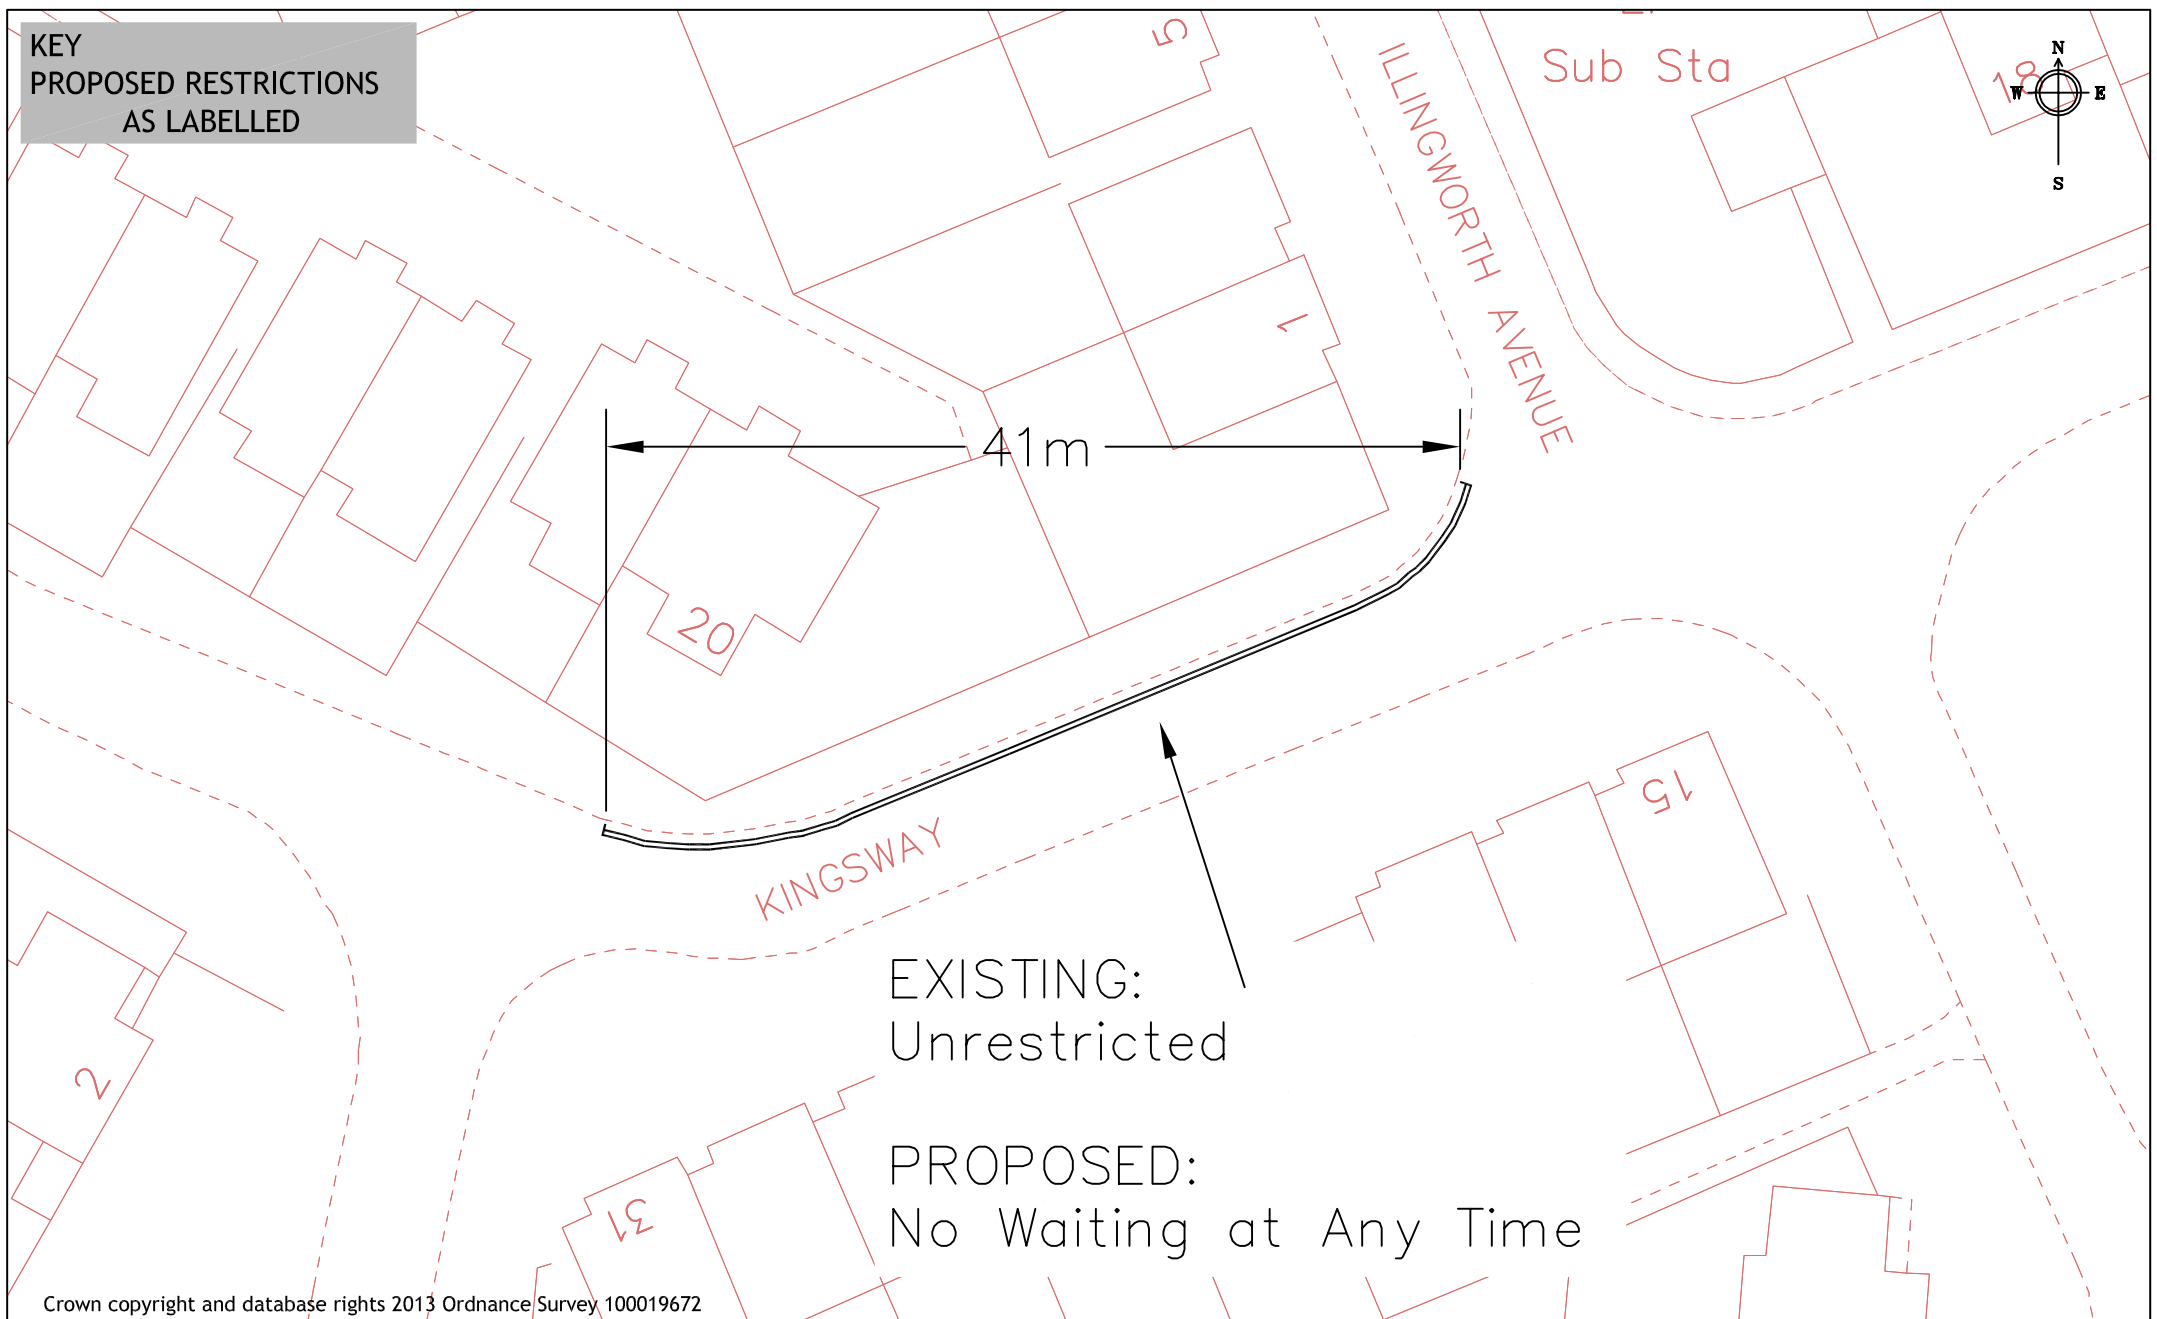 KEY
PROPOSED RESTRICTIONS
AS LABELLED
5
ILLINGWORTH AVENUE
Sub Sta
18
N
W E
S
1
41m
20
15
KINGSWAY
EXISTING:
Unrestricted
2
PROPOSED:
No Waiting at Any Time
31
Crown copyright and database rights 2013 Ordnance Survey 100019672